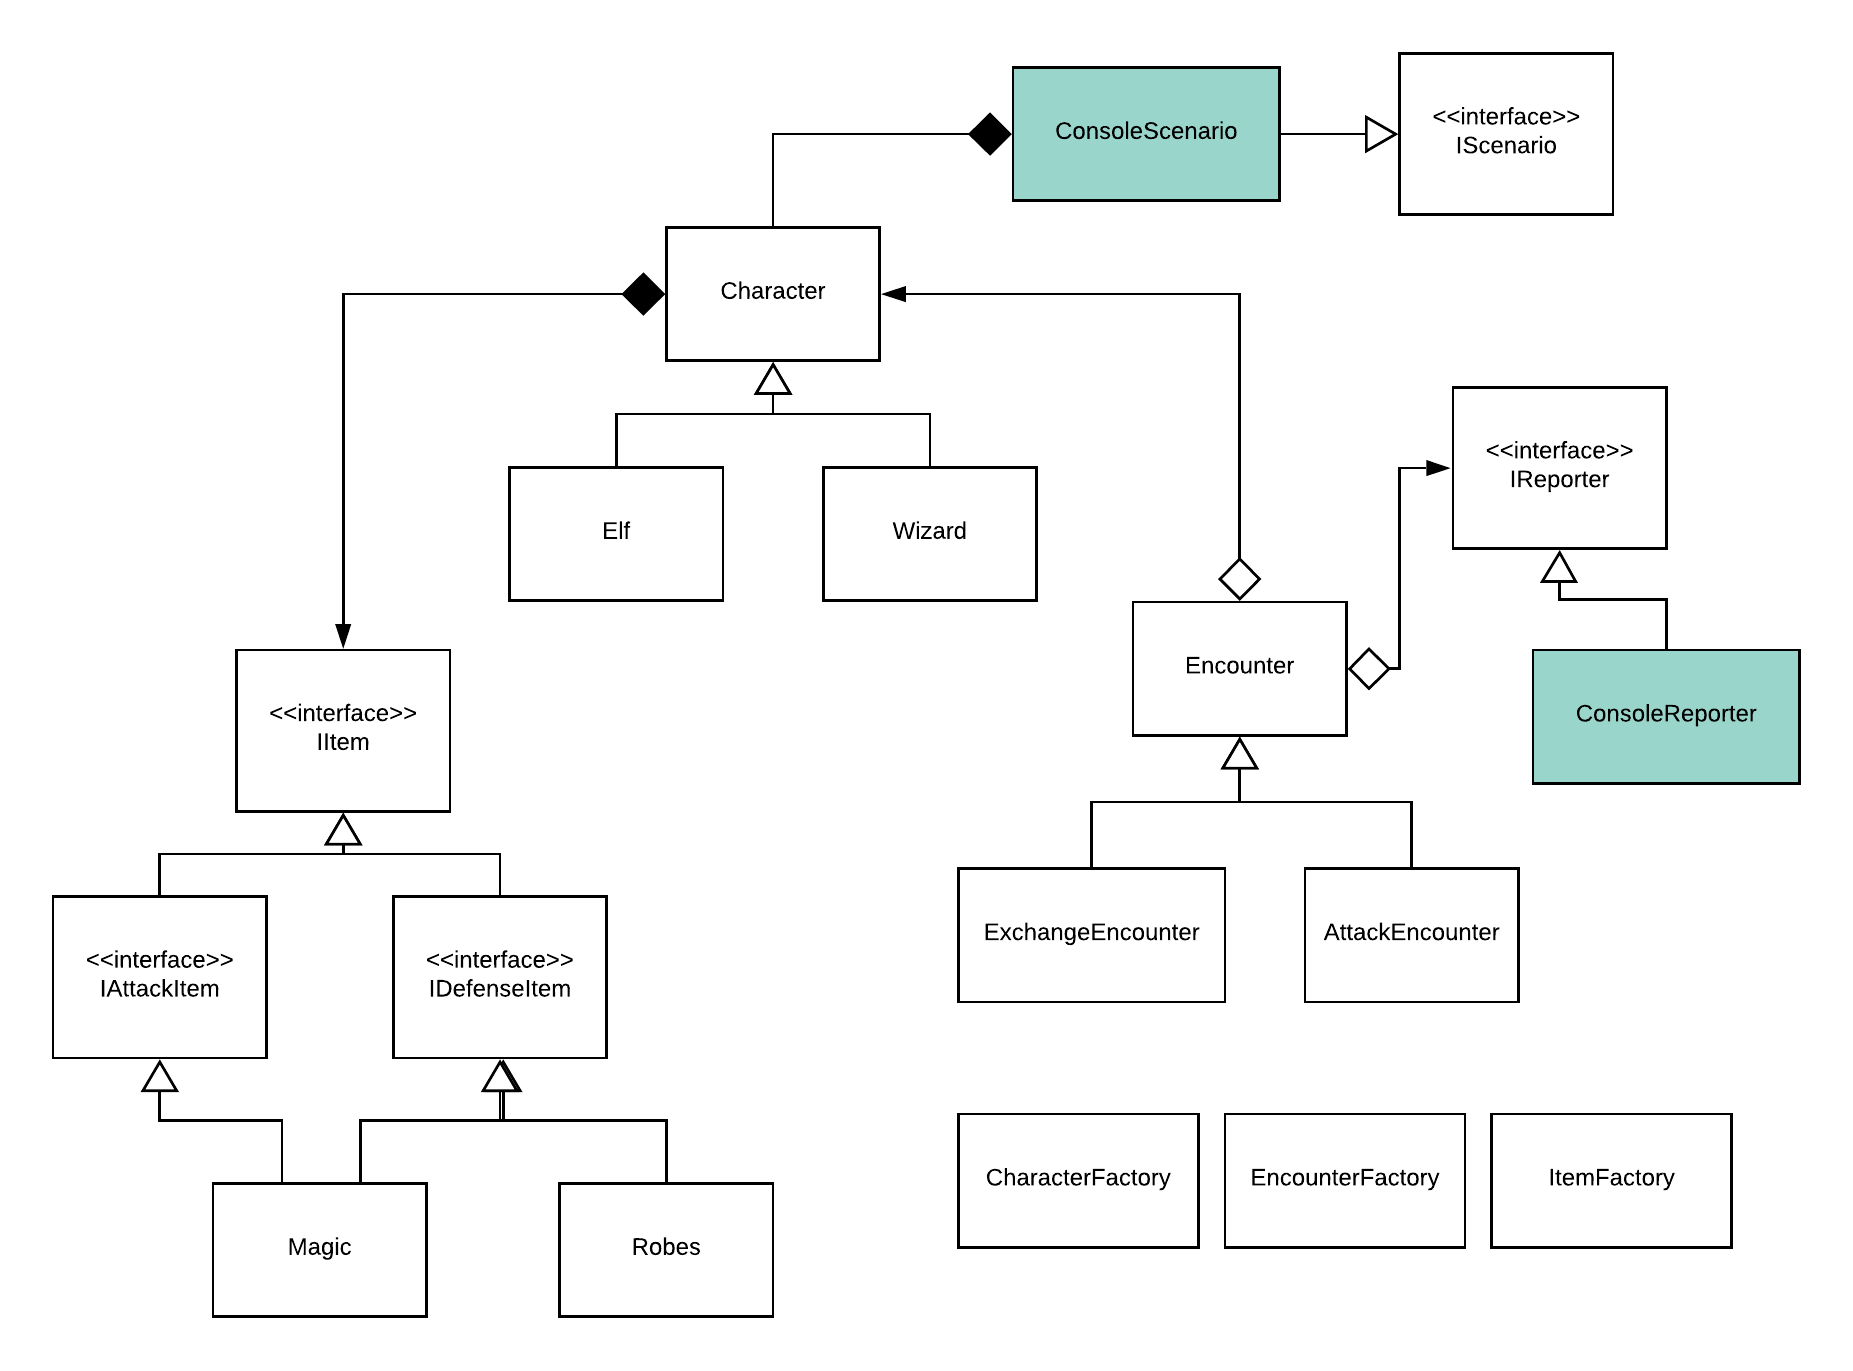 ConsoleScenario
<<interface>>
IScenario
Character
<<interface>>
IReporter
Elf
Wizard
Encounter
<<interface>>
IItem
ConsoleReporter
ExchangeEncounter
AttackEncounter
<<interface>>
IAttackItem
<<interface>>
IDefenseItem
CharacterFactory
EncounterFactory
ItemFactory
Magic
Robes